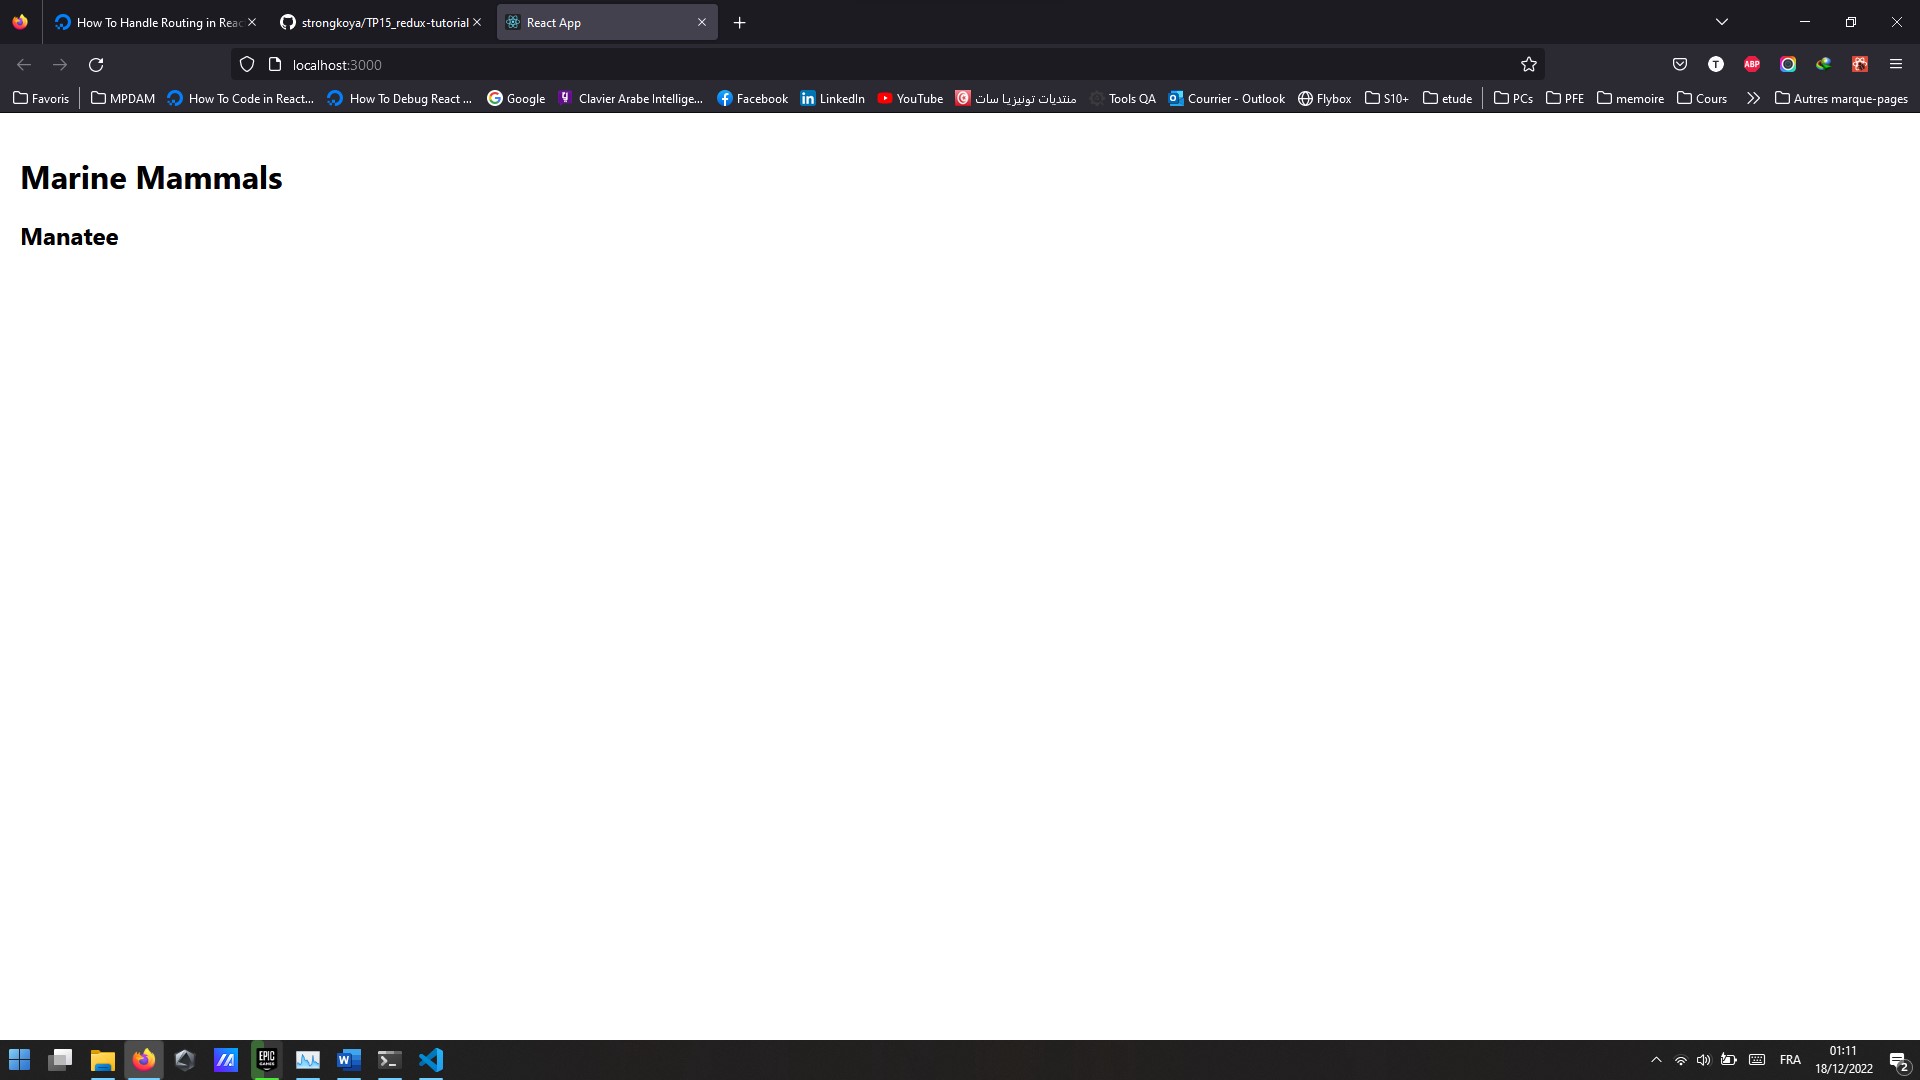 How To Handle Routing in Reac
strongkoya/TP15_redux-tutorial
React App
localhost:3000
T
ABP
Favoris
MPDAM
How To Code in React...
How To Debug React ...
Google
Clavier Arabe Intellige...
Facebook
LinkedIn
YouTube
منتديات تونيزيا سات
Tools QA
Courrier - Outlook
Flybox
S10+
etude
PCs
PFE
memoire
Cours
Autres marque-pages
Marine Mammals
Manatee
EPIC
GAMES
W
FRA
01:11
18/12/2022
2